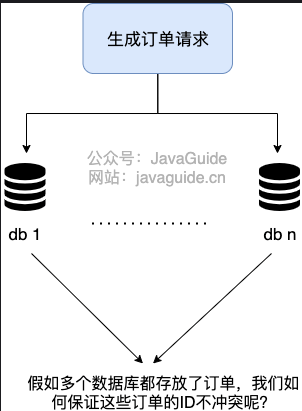 生成订单请求
公众号：JavaGuide
网站：javaguide.cn
db 1
db n
假如多个数据库都存放了订单，我们如
何保证这些订单的ID不冲突呢？